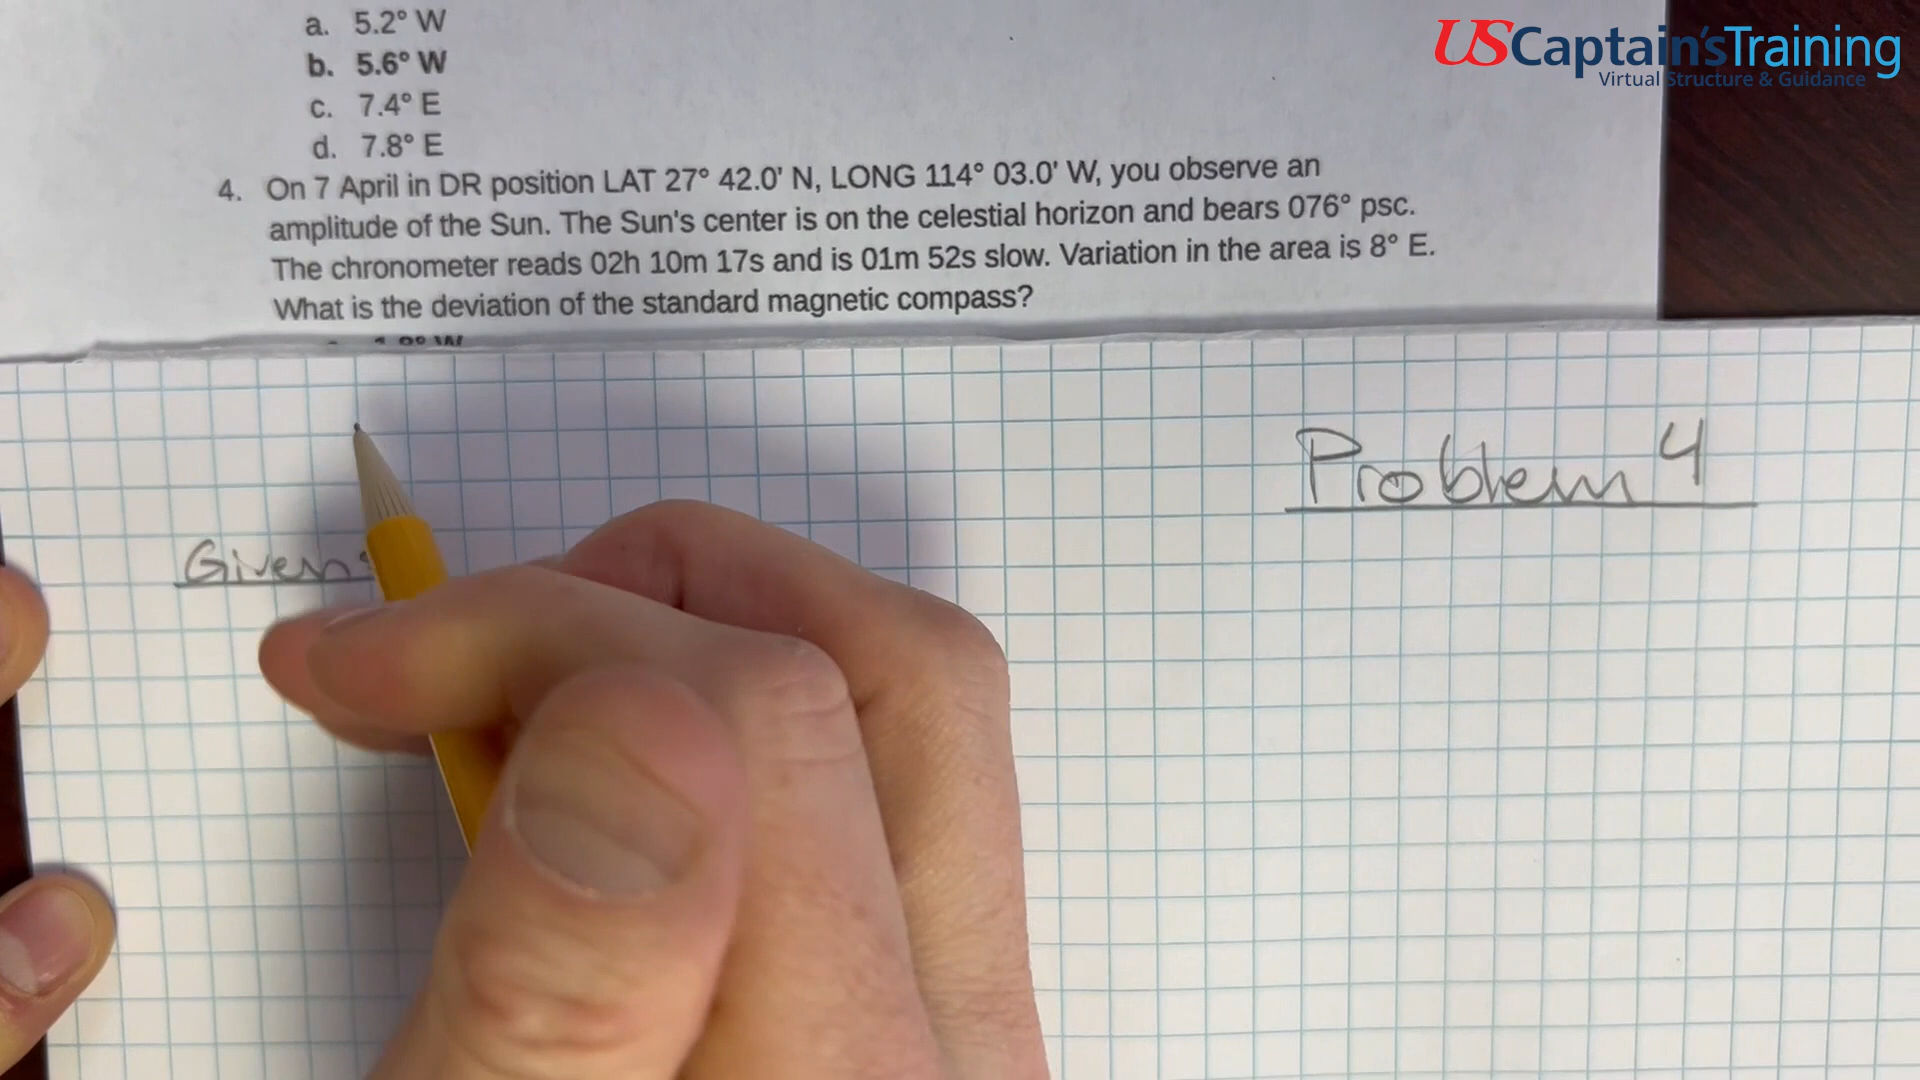 USCaptain'sTraining
Virtual Structure & Guidance
a. 5.2° W
b. 5.6° W
c. 7.4° E
d. 7.8° E
4. On 7 April in DR position LAT 27° 42.0' N, LONG 114° 03.0' W, you observe an
amplitude of the Sun. The Sun's center is on the celestial horizon and bears 076° psc.
The chronometer reads 02h 10m 17s and is 01m 52s slow. Variation in the area is 8° E.
What is the deviation of the standard magnetic compass?
Problem 4
Givens